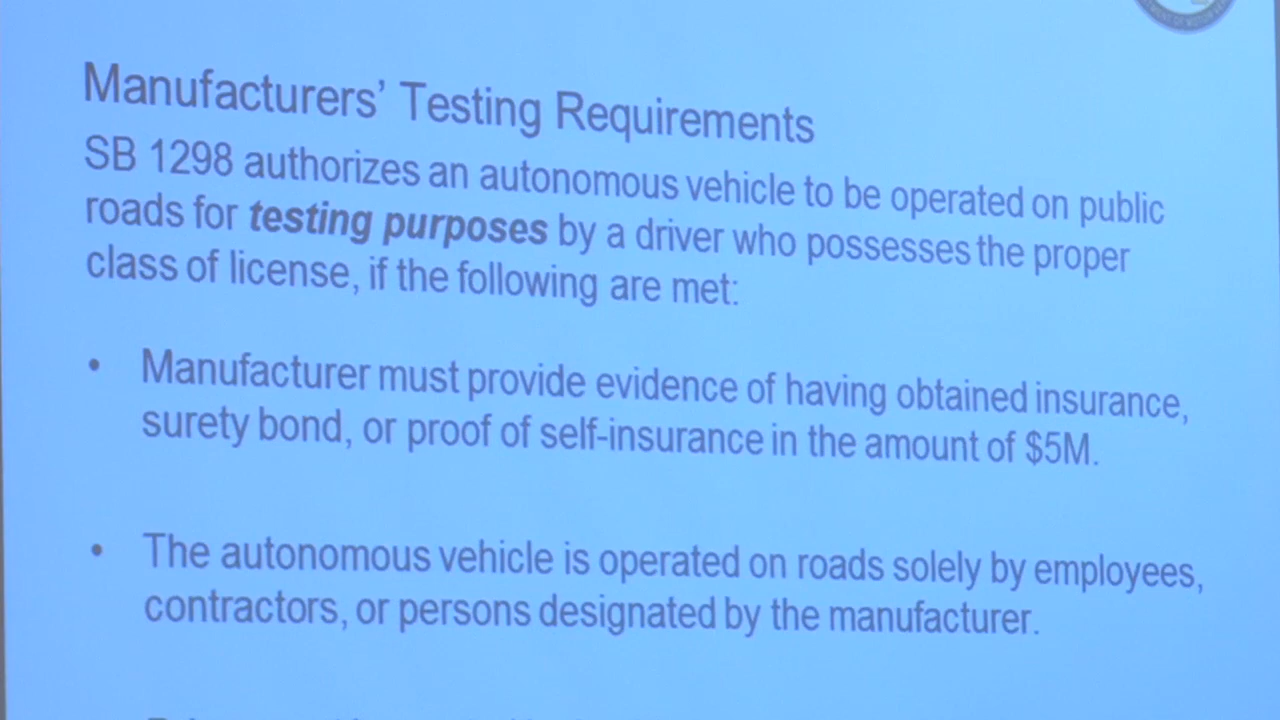 Manufacturers' Testing Requirements
SB 1298 authorizes an autonomous vehicle to be operated on public
roads for testing purposes by a driver who possesses the proper
class of license, if the following are met:
• Manufacturer must provide evidence of having obtained insurance,
surety bond, or proof of self-insurance in the amount of $5M.
• The autonomous vehicle is operated on roads solely by employees,
contractors, or persons designated by the manufacturer.